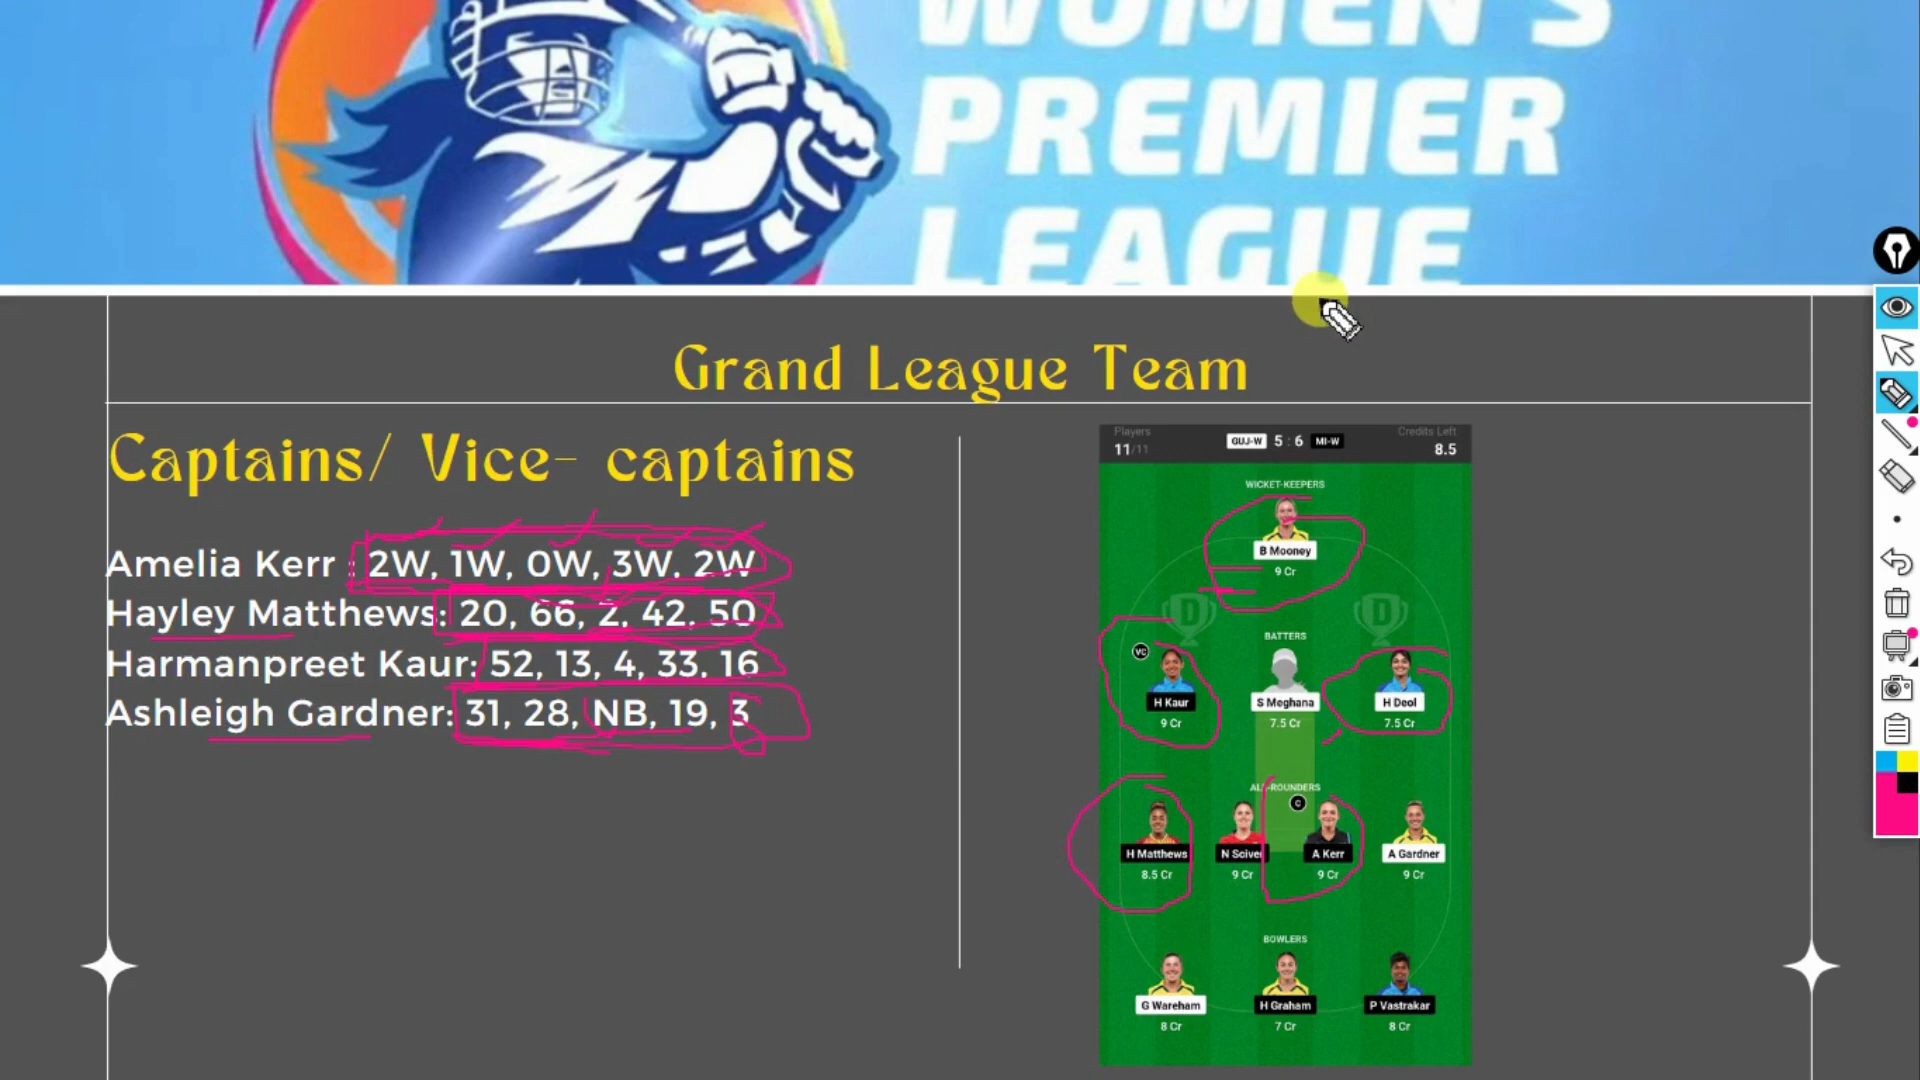 WOMEN'S
PREMIER
LEAGUE
Grand League Team
Captains/ Vice- captains
Amelia Kerr : 2W, 1W, 0W, 3W, 2W
Hayley Matthews: 20, 66, 2, 42, 50
Harmanpreet Kaur: 52, 13, 4, 33, 16
Ashleigh Gardner: 31, 28, NB, 19, 3
Players
11/11
GUJ-W 5 : 6 MI-W
Credits Left
8.5
WICKET-KEEPERS
B Mooney
9 Cr
D D
BATTERS
VC
H Kaur S Meghana H Deol
9 Cr 7.5 Cr 7.5 Cr
ALL-ROUNDERS
C
H Matthews N Sciver A Kerr A Gardner
8.5 Cr 9 Cr 9 Cr 9 Cr
BOWLERS
G Wareham H Graham P Vastrakar
8 Cr 7 Cr 8 Cr